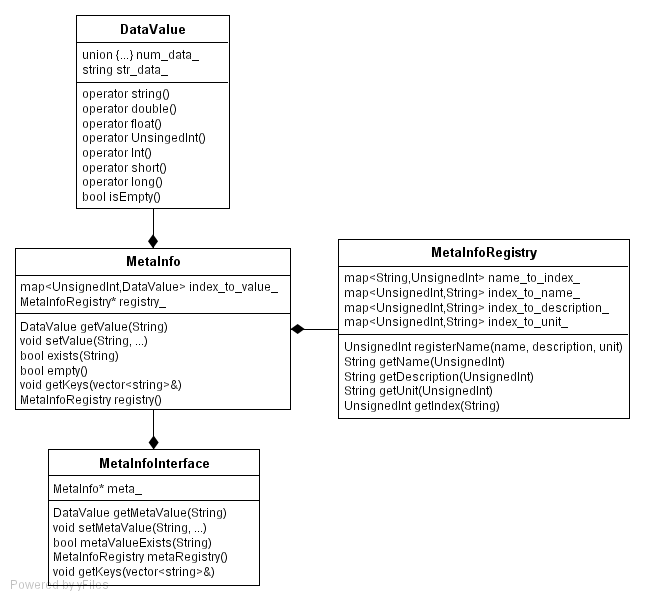 DataValue
union {...} num_data_
string str_data_
operator string()
operator double()
operator float()
operator UnsingedInt()
operator Int()
operator short()
operator long()
bool isEmpty()
MetaInfo
map<UnsignedInt,DataValue> index_to_value_
MetaInfoRegistry* registry_
DataValue getValue(String)
void setValue(String, ...)
bool exists(String)
bool empty()
void getKeys(vector<string>&)
MetaInfoRegistry registry()
MetaInfoRegistry
map<String,UnsignedInt> name_to_index_
map<UnsignedInt,String> index_to_name_
map<UnsignedInt,String> index_to_description_
map<UnsignedInt,String> index_to_unit_
UnsignedInt registerName(name, description, unit)
String getName(UnsignedInt)
String getDescription(UnsignedInt)
String getUnit(UnsignedInt)
UnsignedInt getIndex(String)
MetaInfoInterface
MetaInfo* meta_
DataValue getMetaValue(String)
void setMetaValue(String, ...)
bool metaValueExists(String)
MetaInfoRegistry metaRegistry()
void getKeys(vector<string>&)
Powered by yFiles